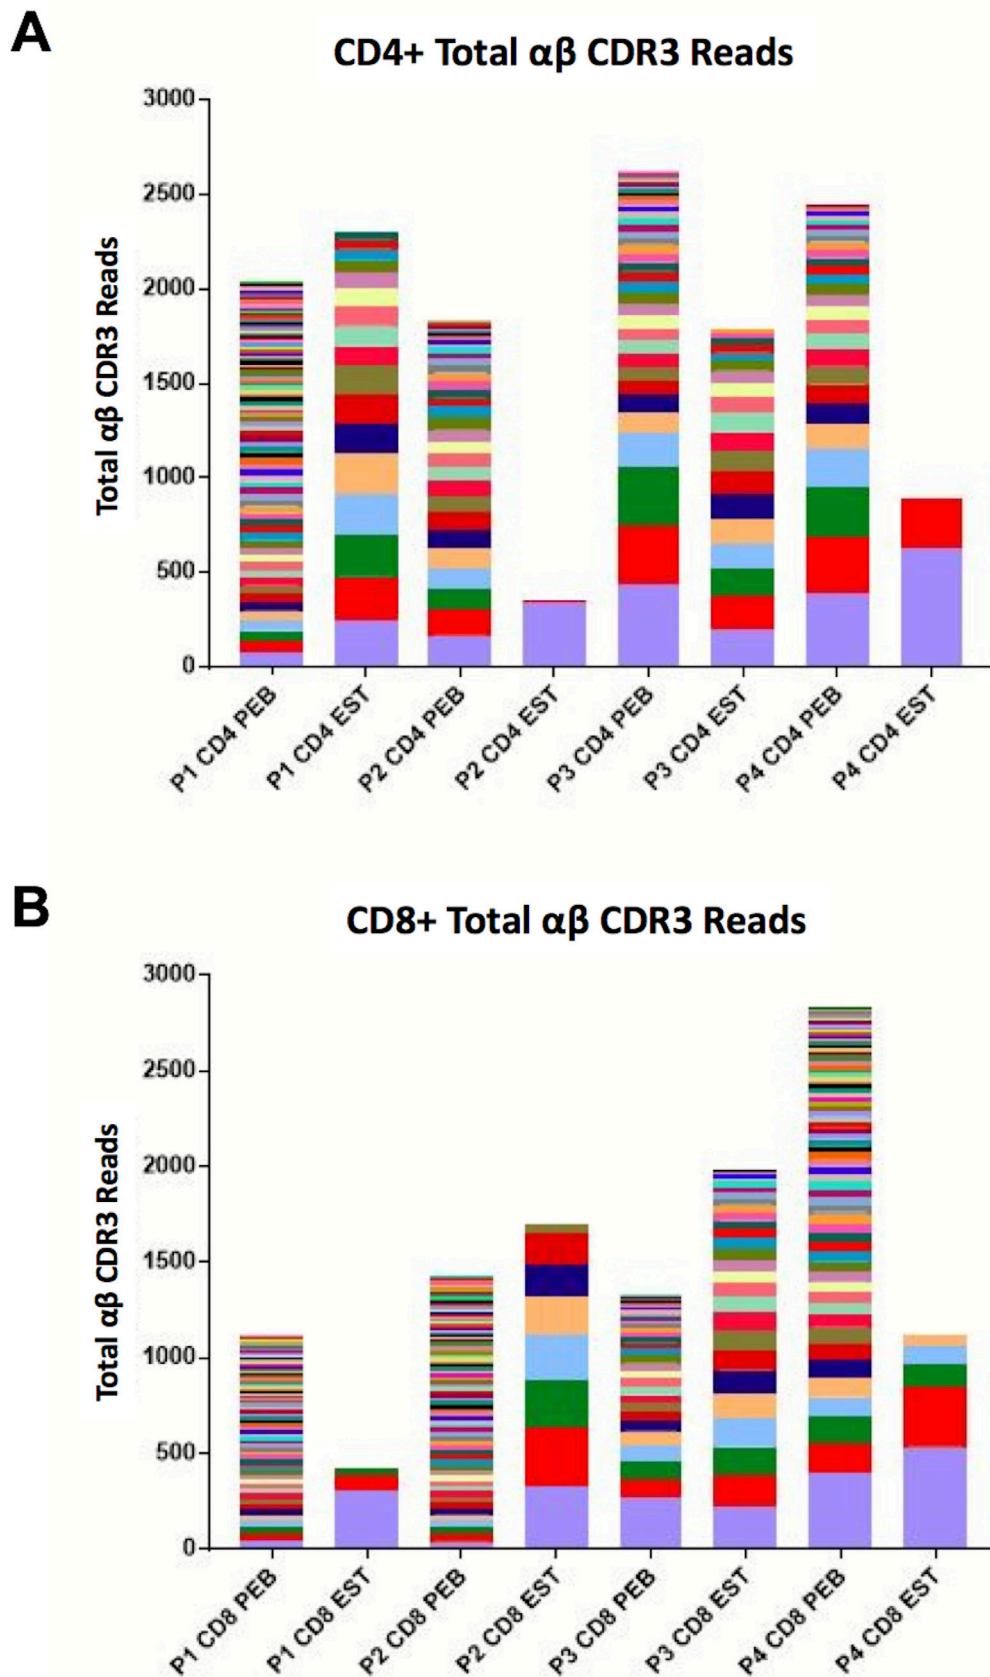 A
CD4+ Total αβ CDR3 Reads
Total αβ CDR3 Reads
3000
2500
2000
1500
1000
500
0
P1 CD4 PEB
P1 CD4 EST
P2 CD4 PEB
P2 CD4 EST
P3 CD4 PEB
P3 CD4 EST
P4 CD4 PEB
P4 CD4 EST
B
CD8+ Total αβ CDR3 Reads
Total αβ CDR3 Reads
3000
2500
2000
1500
1000
500
0
P1 CD8 PEB
P1 CD8 EST
P2 CD8 PEB
P2 CD8 EST
P3 CD8 PEB
P3 CD8 EST
P4 CD8 PEB
P4 CD8 EST